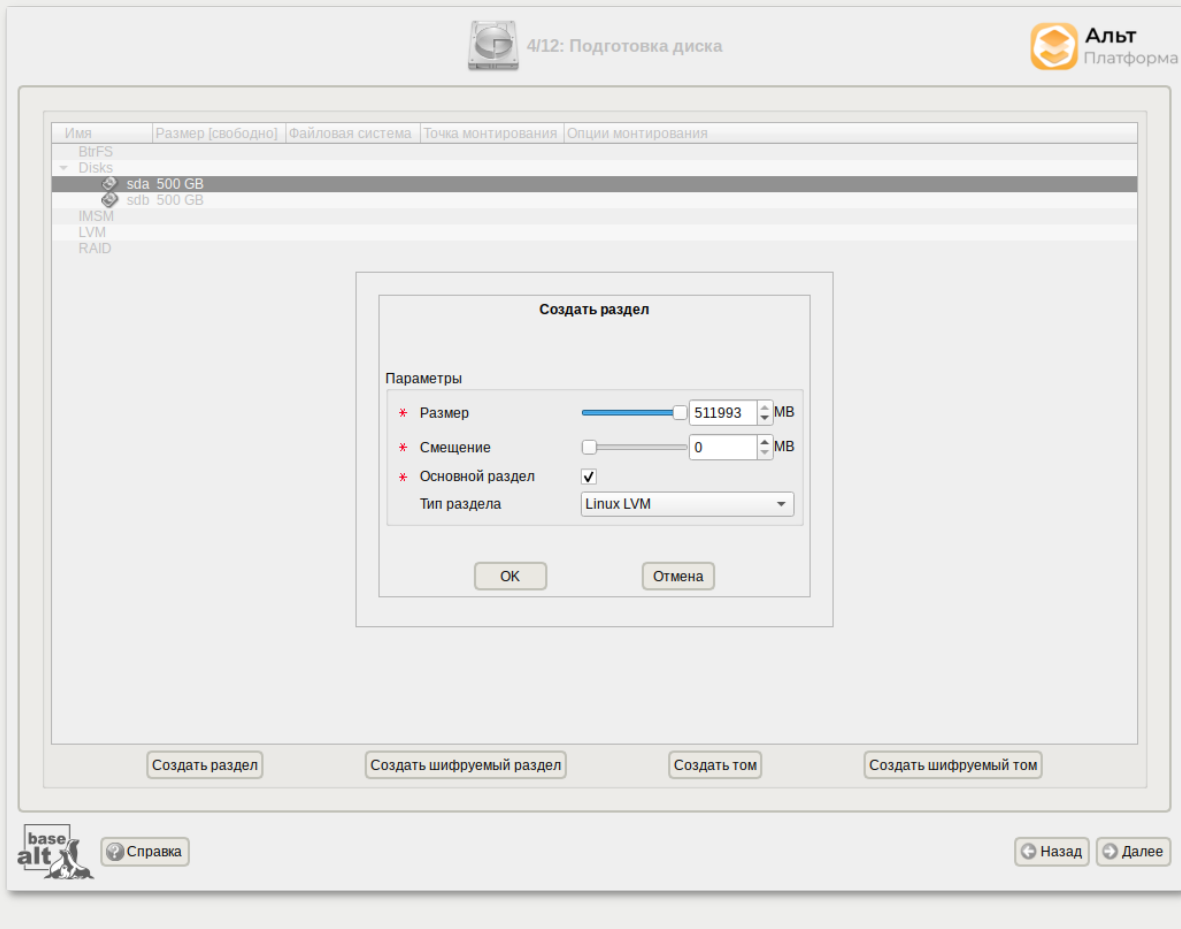 4/12: Подготовка диска
Альт
Платформа
Имя Размер [свободно] Файловая система Точка монтирования Опции монтирования
BtrFS
Disks
sda 500 GB
sdb 500 GB
IMSM
LVM
RAID
Создать раздел
Параметры
* Размер 511993 MB
* Смещение 0 MB
* Основной раздел
Тип раздела Linux LVM
OK Отмена
Создать раздел Создать шифруемый раздел Создать том Создать шифруемый том
base
alt
Справка Назад Далее